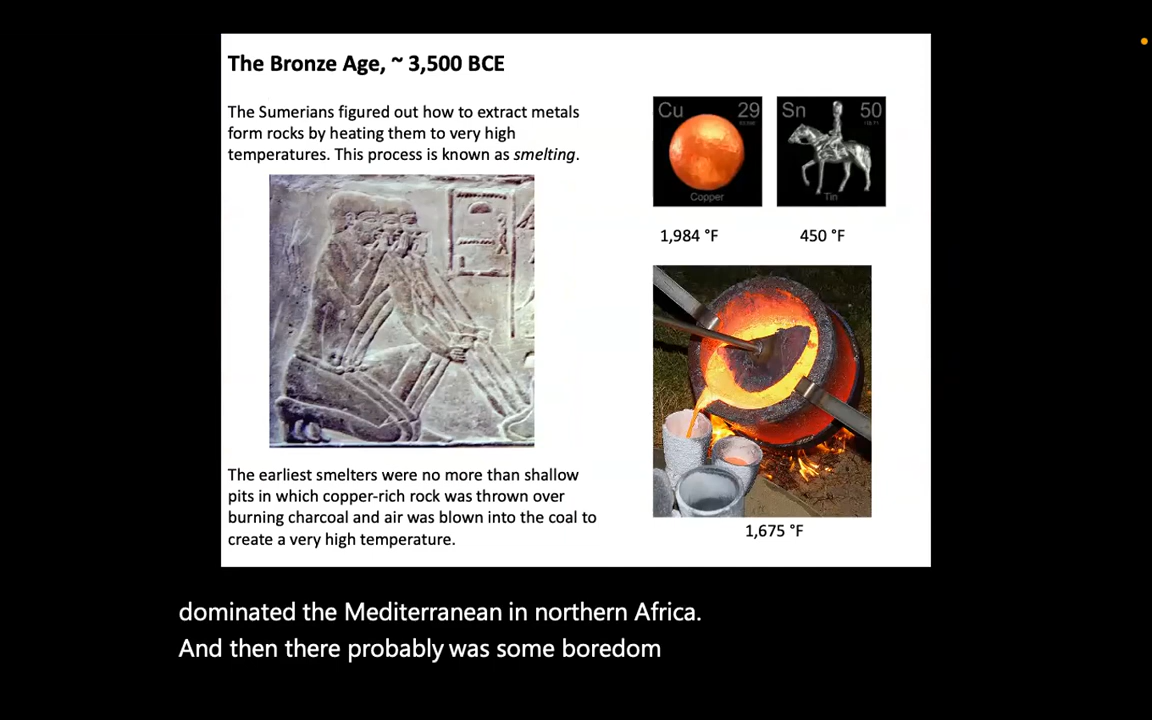 The Bronze Age, ~ 3,500 BCE
The Sumerians figured out how to extract metals
form rocks by heating them to very high
temperatures. This process is known as smelting.
Cu 29
Copper
Sn 50
Tin
1,984 °F
450 °F
The earliest smelters were no more than shallow
pits in which copper-rich rock was thrown over
burning charcoal and air was blown into the coal to
create a very high temperature.
1,675 °F
dominated the Mediterranean in northern Africa.
And then there probably was some boredom